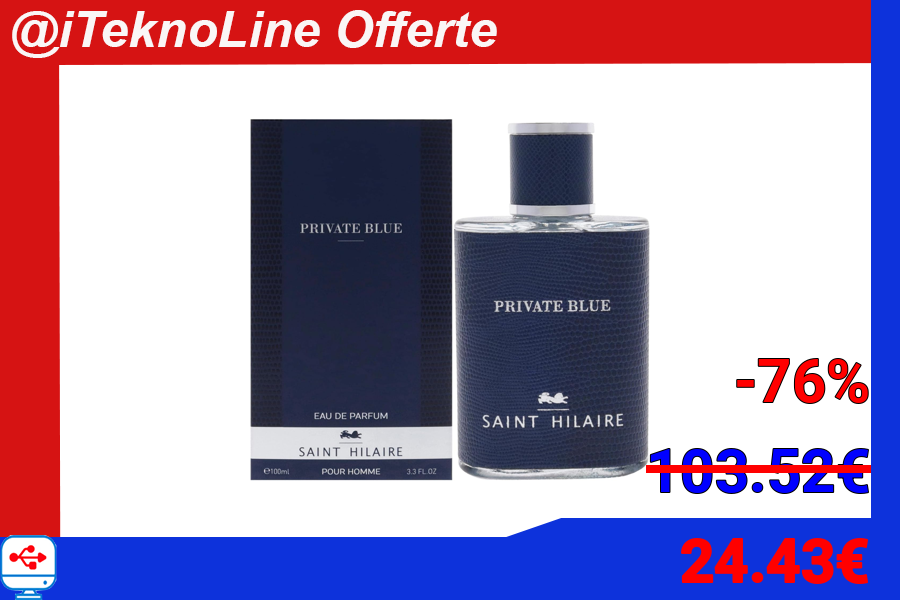 @iTeknoLine Offerte
PRIVATE BLUE
EAU DE PARFUM
SAINT HILAIRE
℮100ml POUR HOMME 3.3 FL OZ
PRIVATE BLUE
SAINT HILAIRE
-76%
103.52€
24.43€